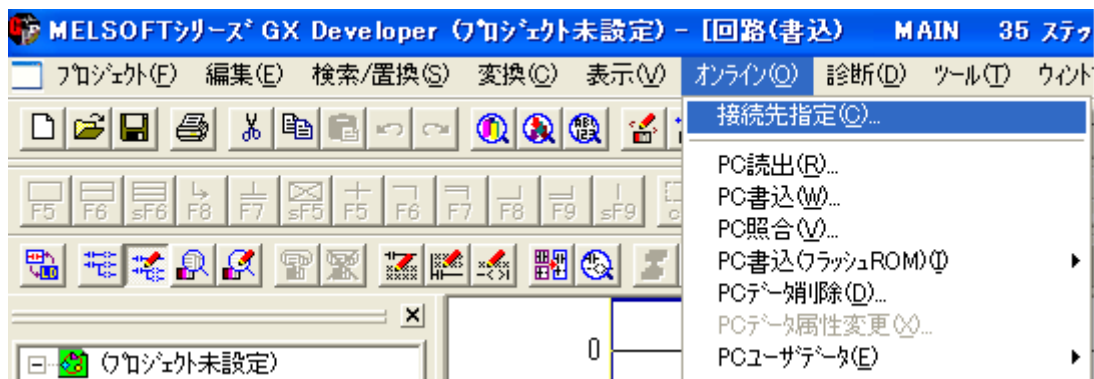 MELSOFTシリーズ GX Developer (プロジェクト未設定) - [回路(書込) MAIN 35 ステッ
プロジェクト(F) 編集(E) 検索/置換(S) 変換(C) 表示(V) オンライン(O) 診断(D) ツール(T)
接続先指定(C)...
PC読出(R)...
F5 F6 sF6 F8 F7 sF5 F5 F6 F7 F8 F9 sF9
PC書込(W)...
PC照合(V)...
PC書込(フラッシュROM)(I)
PCデータ削除(D)...
PCデータ属性変更(X)...
PCユーザデータ(E)
(プロジェクト未設定)
0